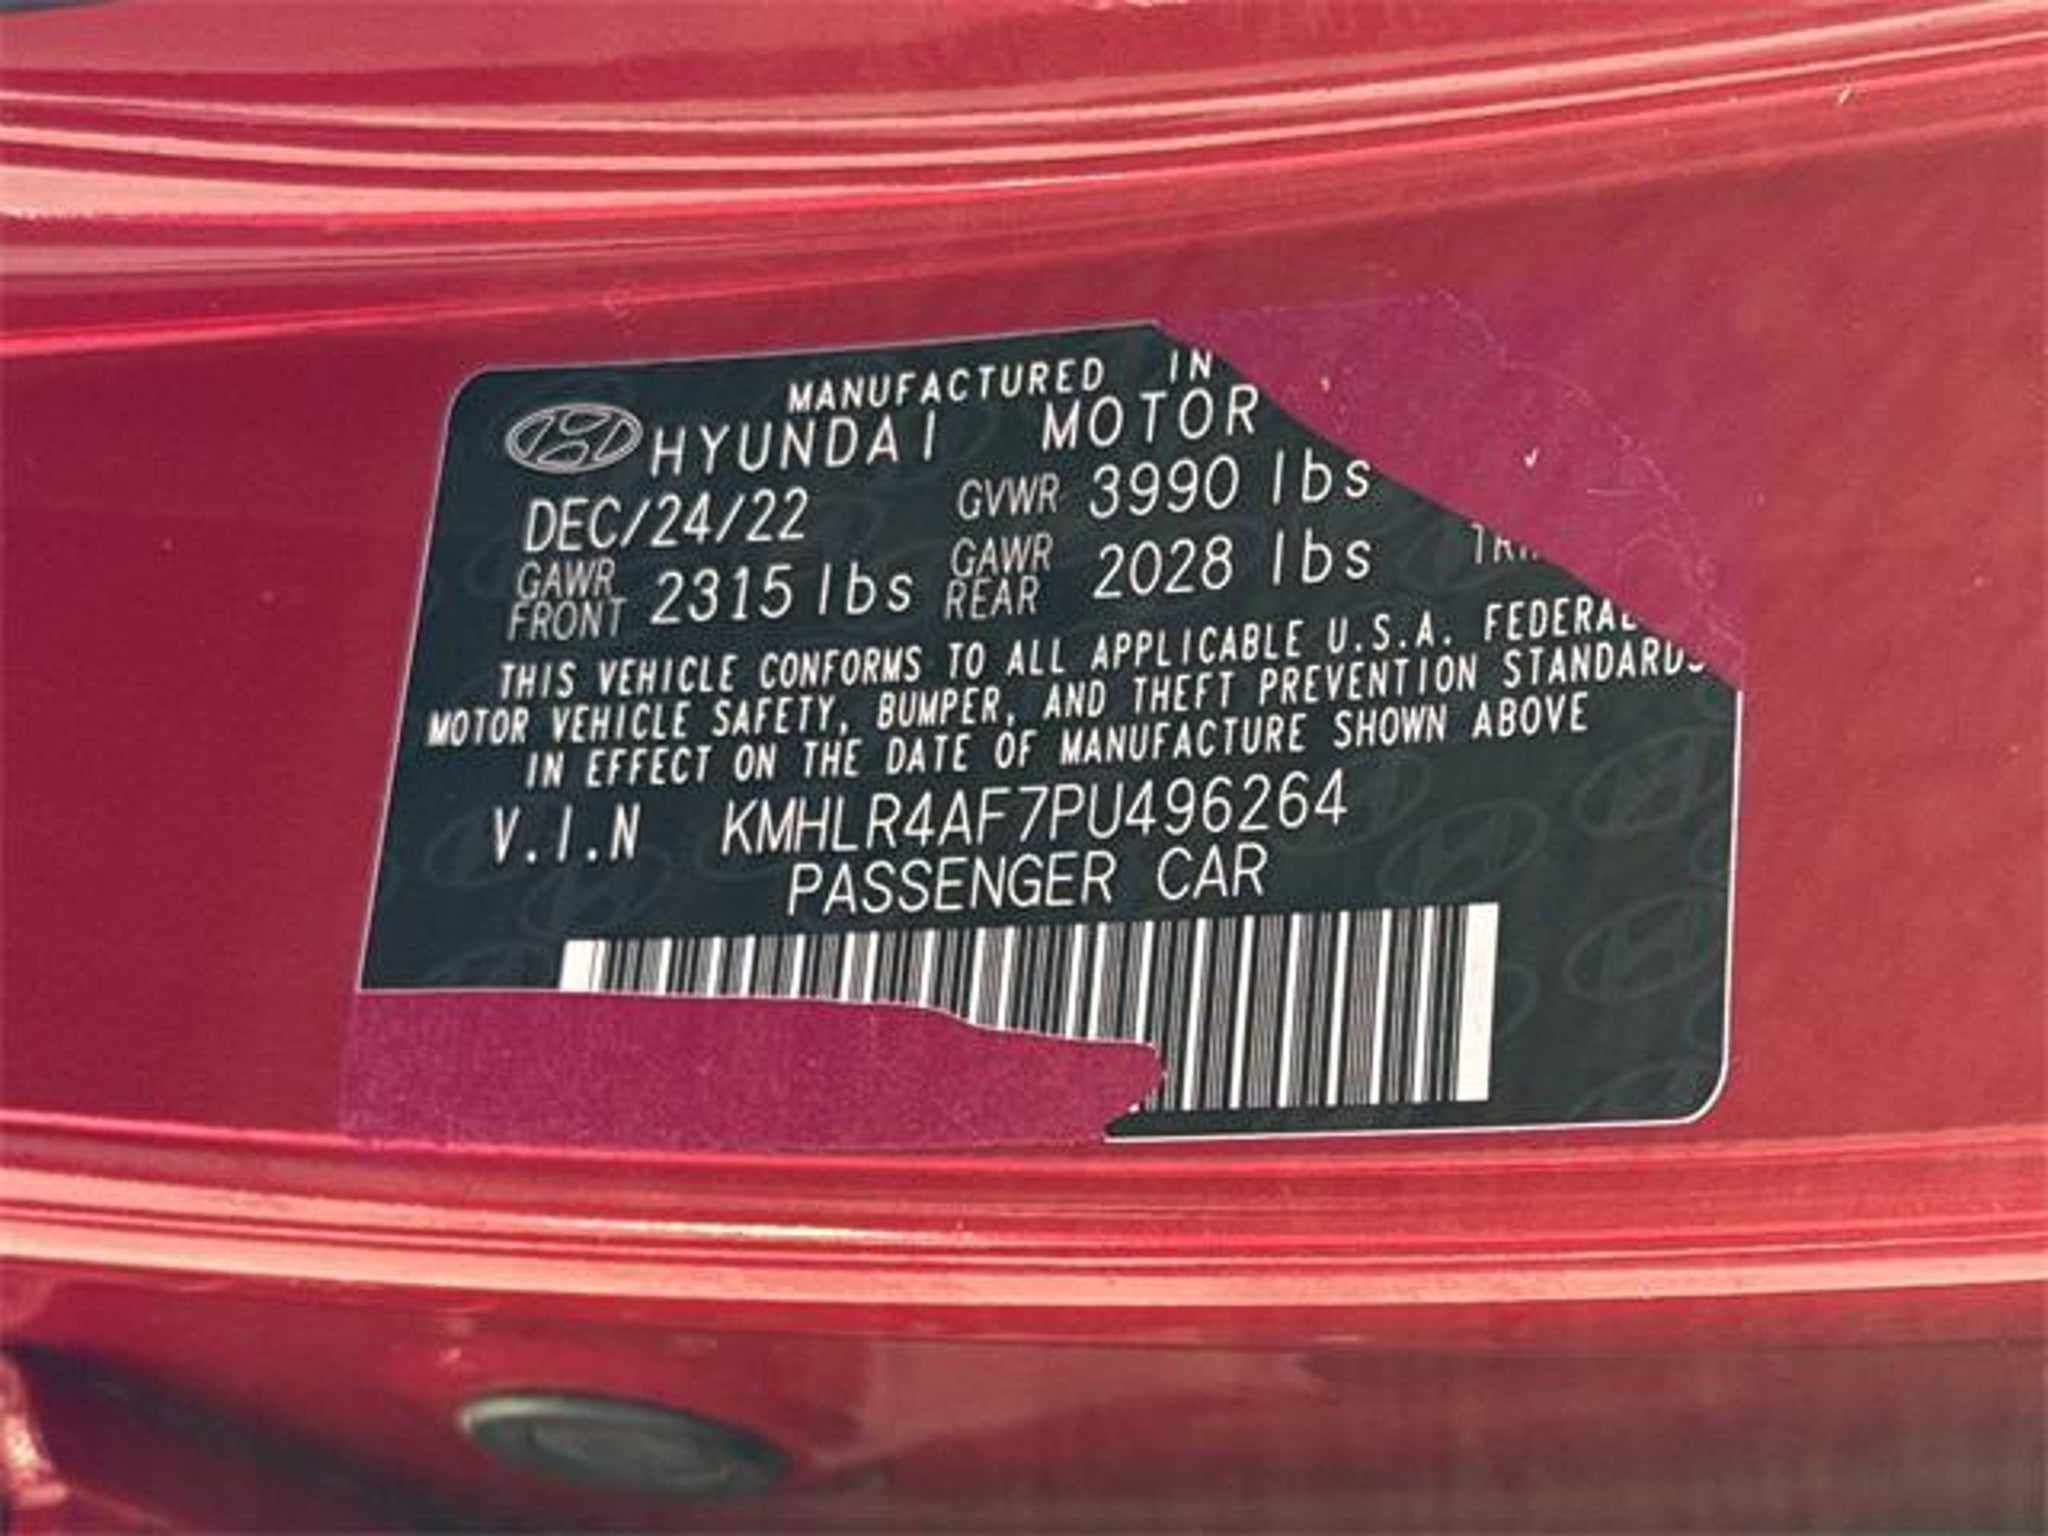 MANUFACTURED IN
HYUNDAI MOTOR
DEC/24/22 GVWR 3990 lbs
GAWR FRONT 2315 lbs GAWR REAR 2028 lbs
THIS VEHICLE CONFORMS TO ALL APPLICABLE U.S.A. FEDERAL
MOTOR VEHICLE SAFETY, BUMPER, AND THEFT PREVENTION STANDARDS
IN EFFECT ON THE DATE OF MANUFACTURE SHOWN ABOVE
V.I.N KMHLR4AF7PU496264
PASSENGER CAR